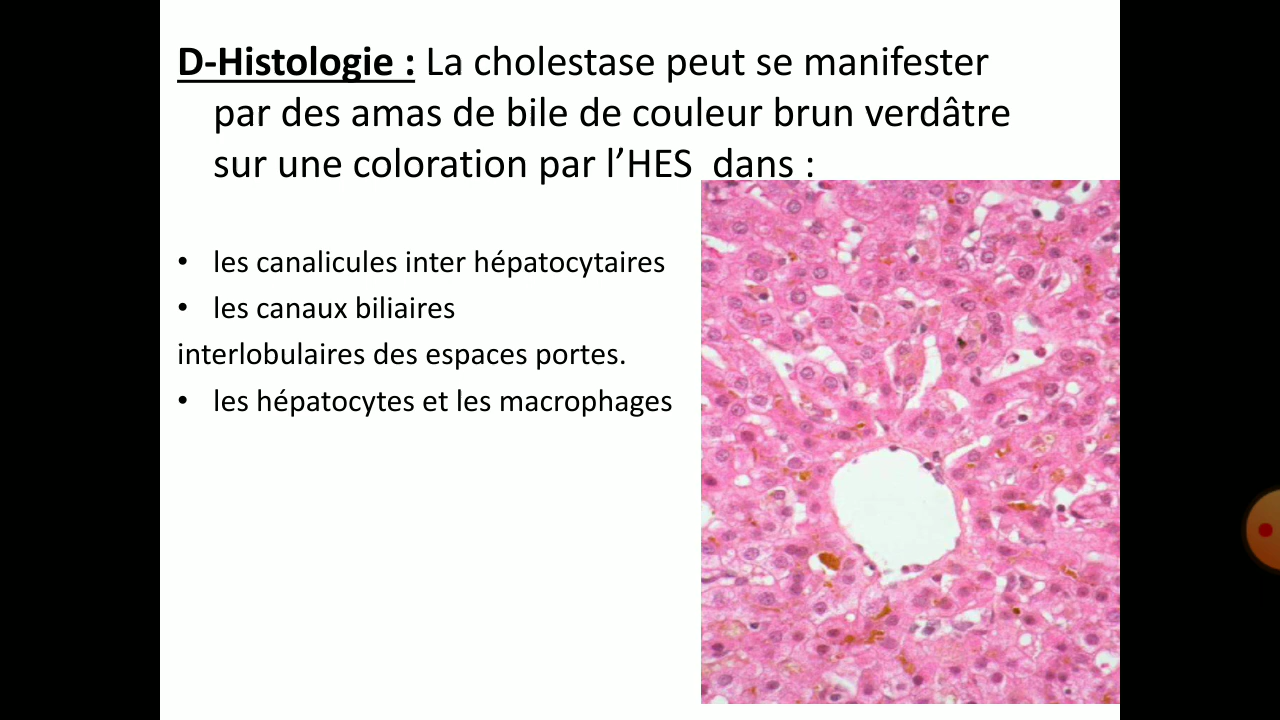 D-Histologie : La cholestase peut se manifester
par des amas de bile de couleur brun verdâtre
sur une coloration par l’HES  dans :
• les canalicules inter hépatocytaires
• les canaux biliaires
interlobulaires des espaces portes.
• les hépatocytes et les macrophages